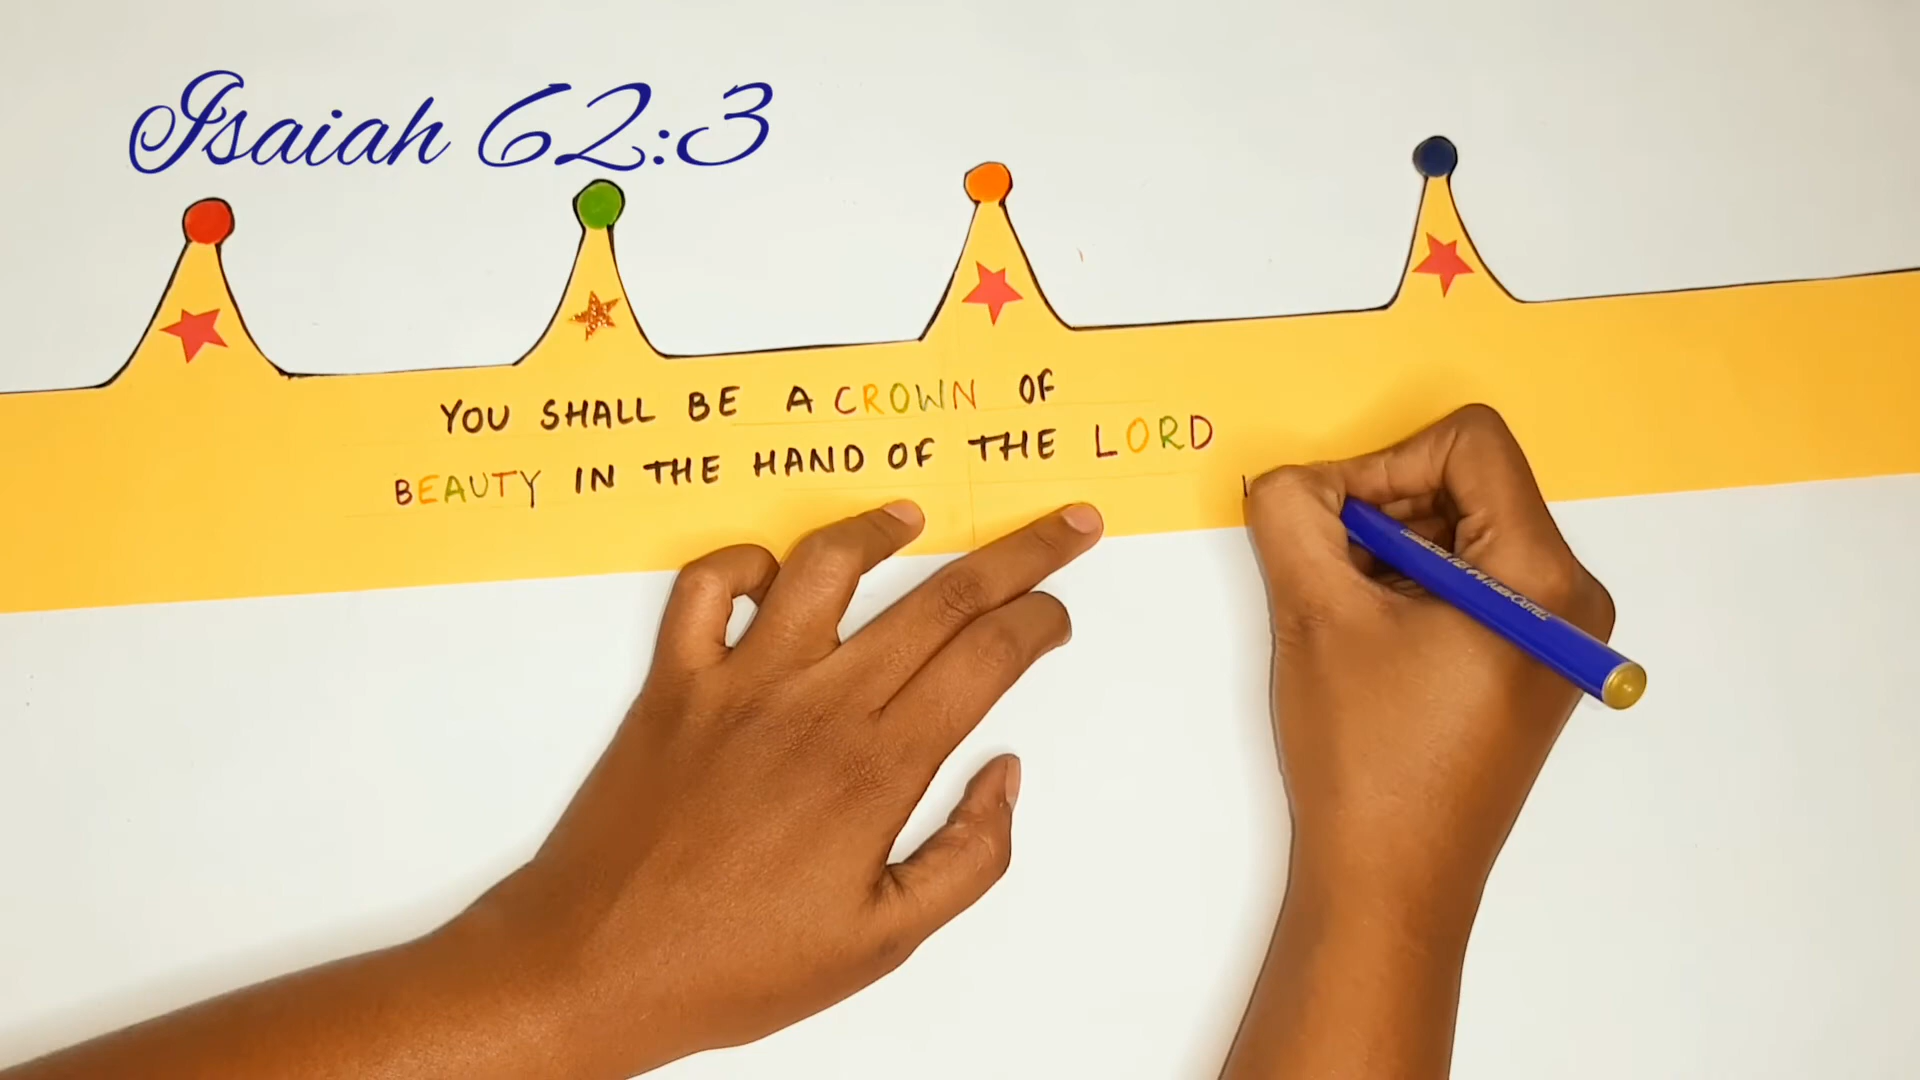 Isaiah 62:3
YOU SHALL BE A CROWN OF
BEAUTY IN THE HAND OF THE LORD